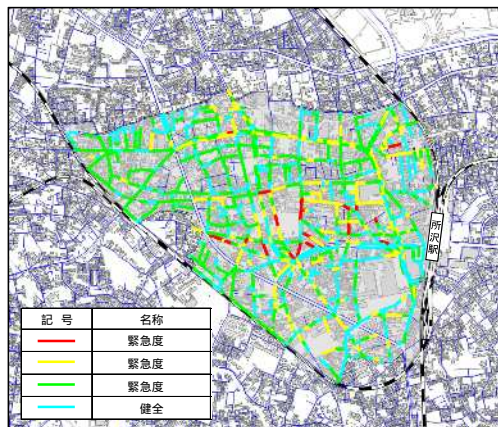 所沢駅
記 号 名称
緊急度
緊急度
緊急度
健全